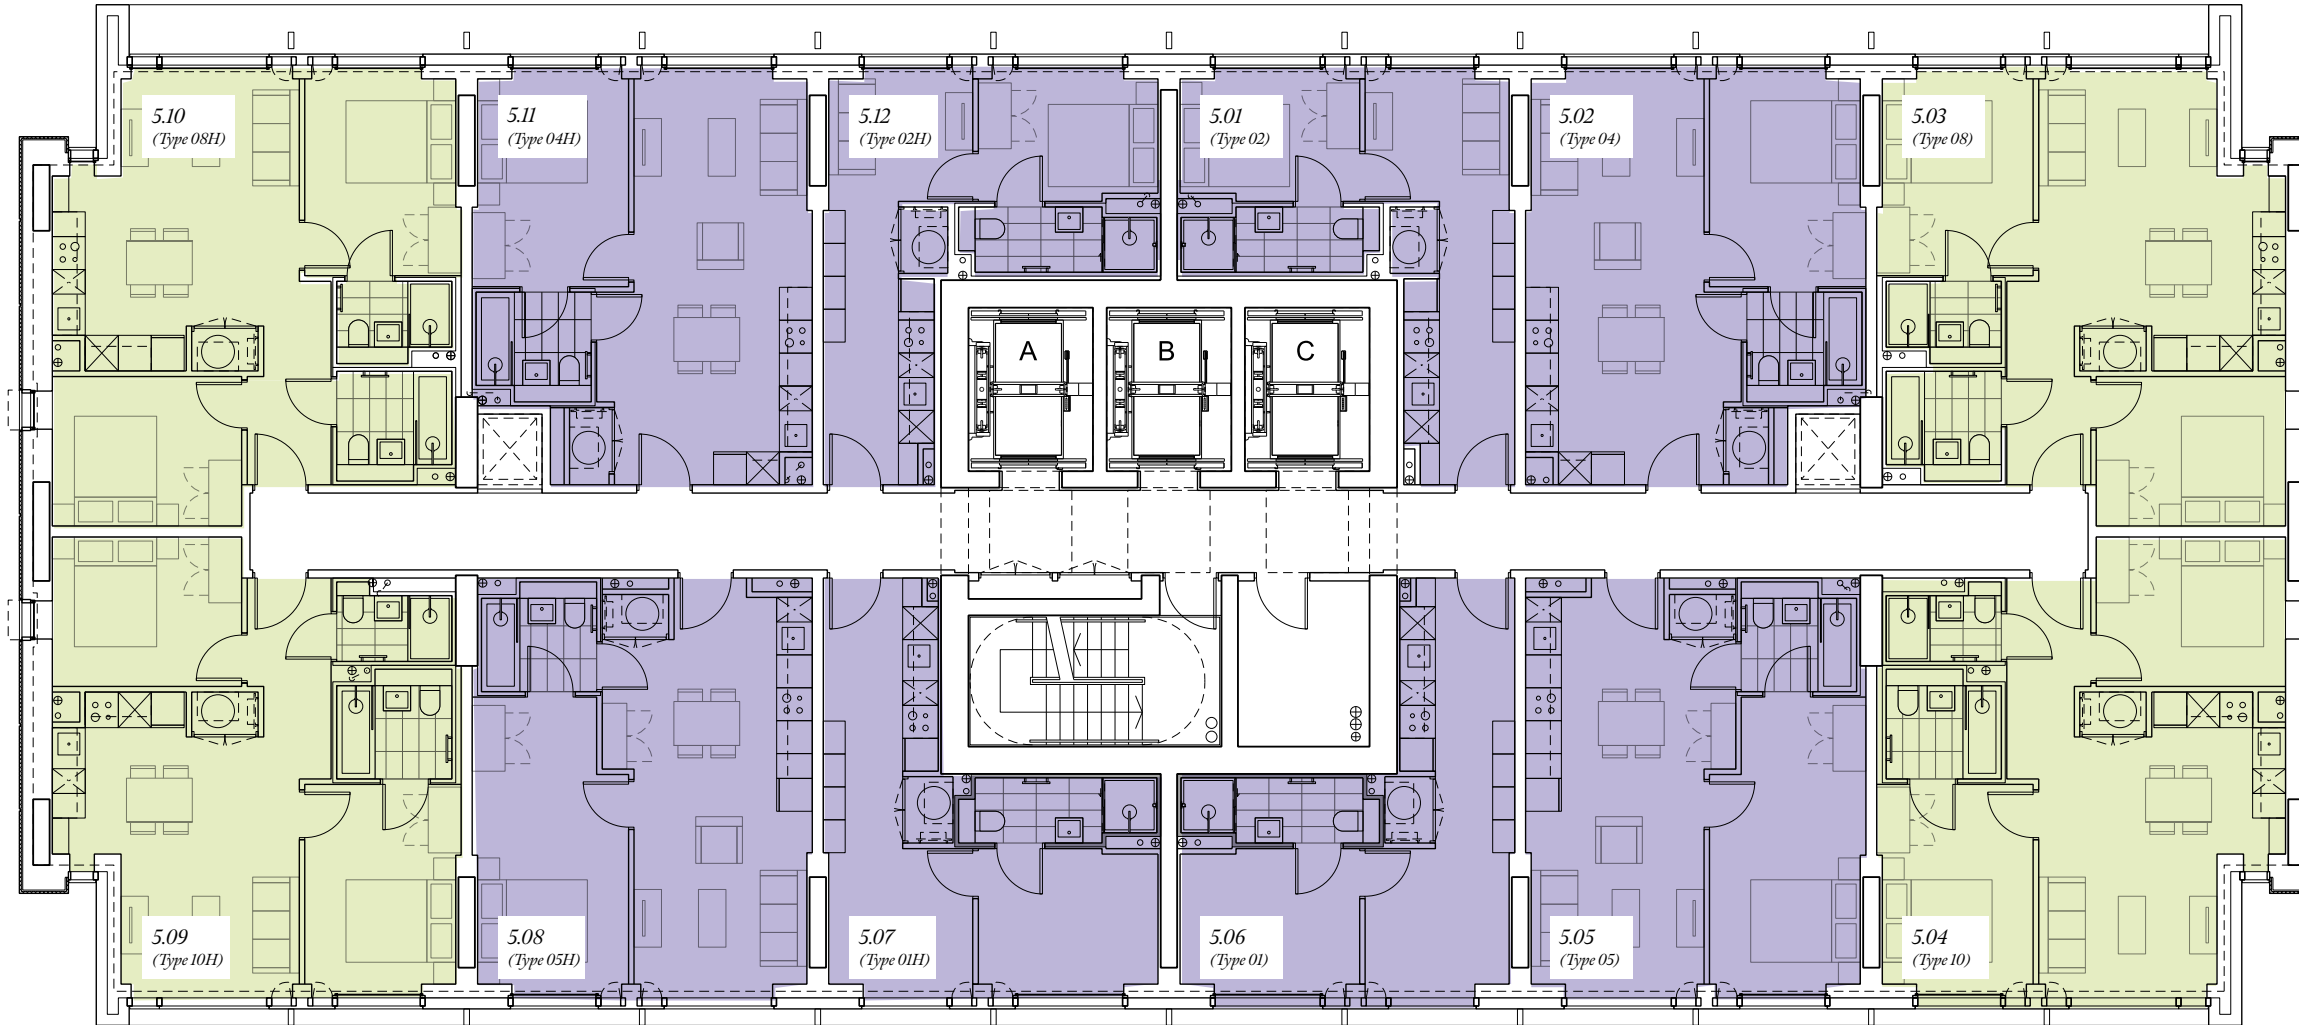 5.10
(Type 08H)
5.11
(Type 04H)
5.12
(Type 02H)
5.01
(Type 02)
5.02
(Type 04)
5.03
(Type 08)
A
B
C
5.09
(Type 10H)
5.08
(Type 05H)
5.07
(Type 01H)
5.06
(Type 01)
5.05
(Type 05)
5.04
(Type 10)